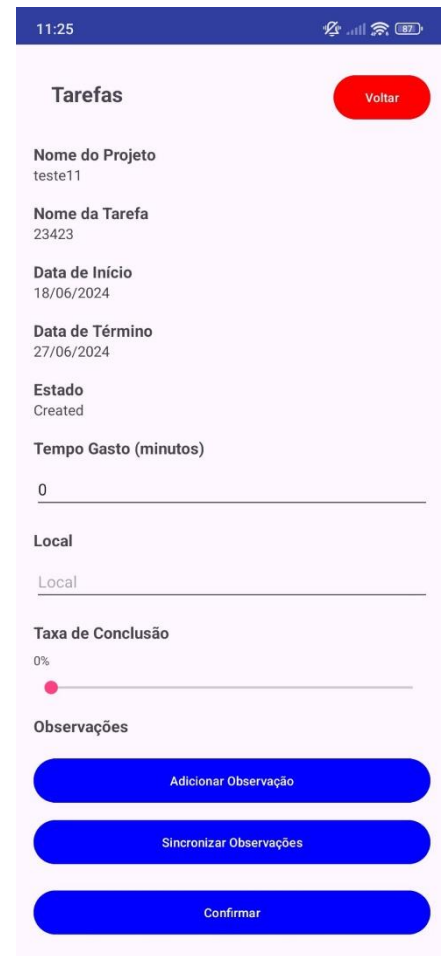 11:25
87
Tarefas
Voltar
Nome do Projeto
teste11
Nome da Tarefa
23423
Data de Início
18/06/2024
Data de Término
27/06/2024
Estado
Created
Tempo Gasto (minutos)
0
Local
Local
Taxa de Conclusão
0%
Observações
Adicionar Observação
Sincronizar Observações
Confirmar